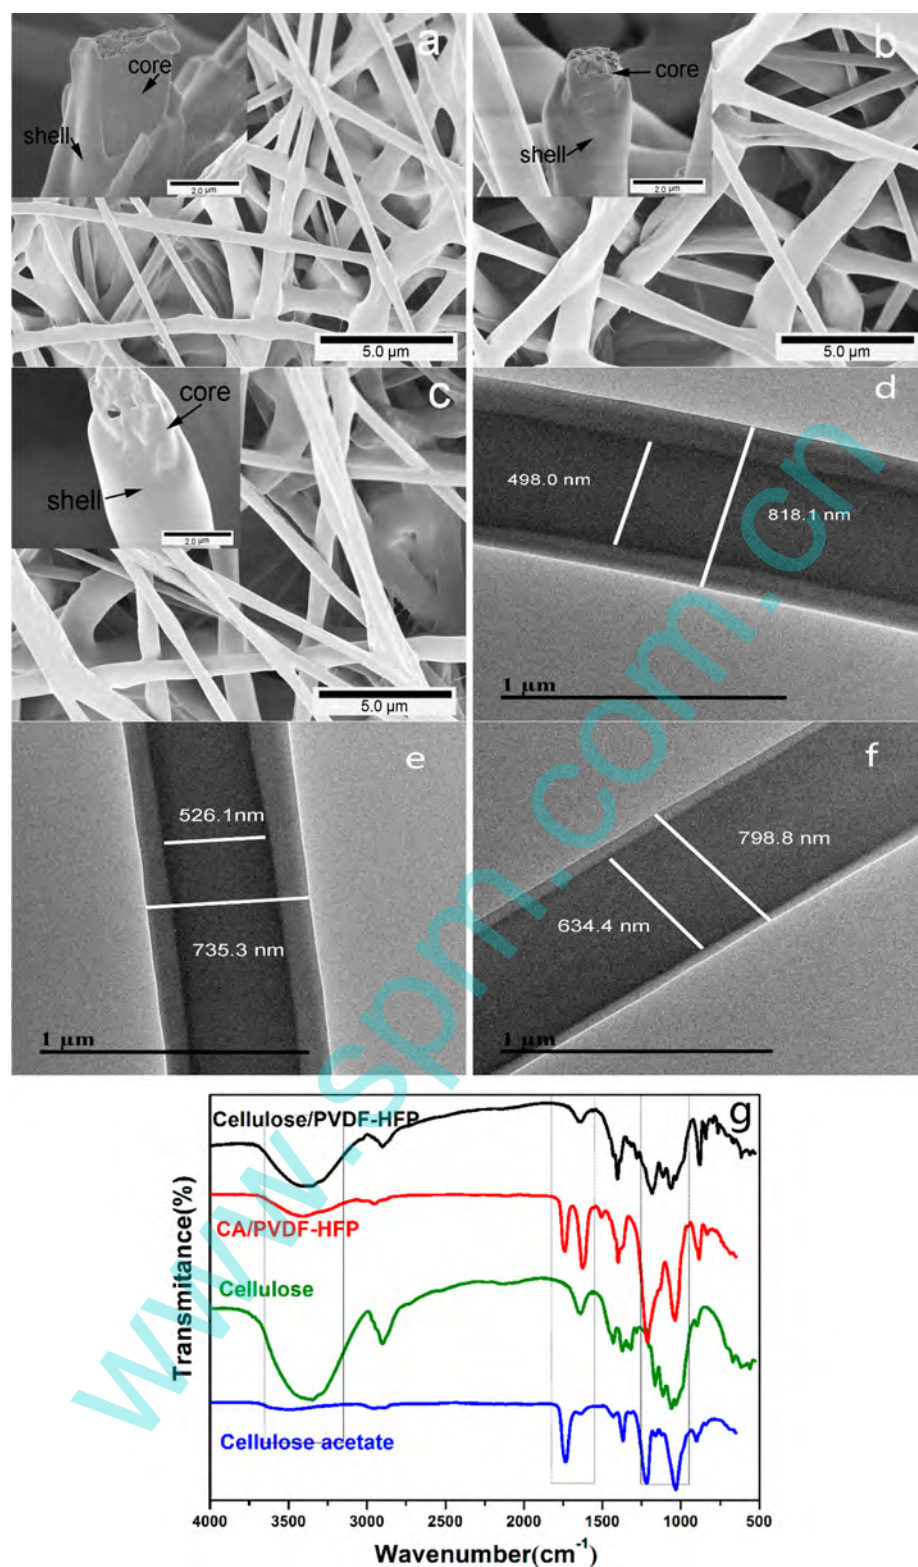 a
core
shell
2.0 µm
5.0 µm
b
core
shell
2.0 µm
5.0 µm
c
core
shell
2.0 µm
5.0 µm
d
498.0 nm
818.1 nm
1 µm
e
526.1nm
735.3 nm
1 µm
f
798.8 nm
634.4 nm
1 µm
g
Cellulose/PVDF-HFP
CA/PVDF-HFP
Cellulose
Cellulose acetate
Transmitance(%)
4000 3500 3000 2500 2000 1500 1000 500
Wavenumber(cm⁻¹)
www.spm.com.cn